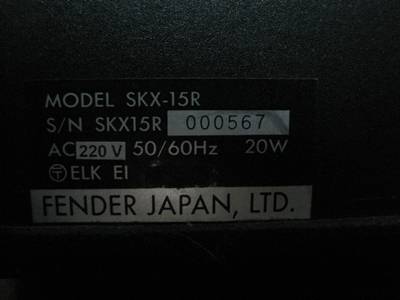 MODEL SKX-15R
S/N SKX15R 000567
AC 220 V 50/60Hz 20W
Ⓣ ELK EI
FENDER JAPAN, LTD.